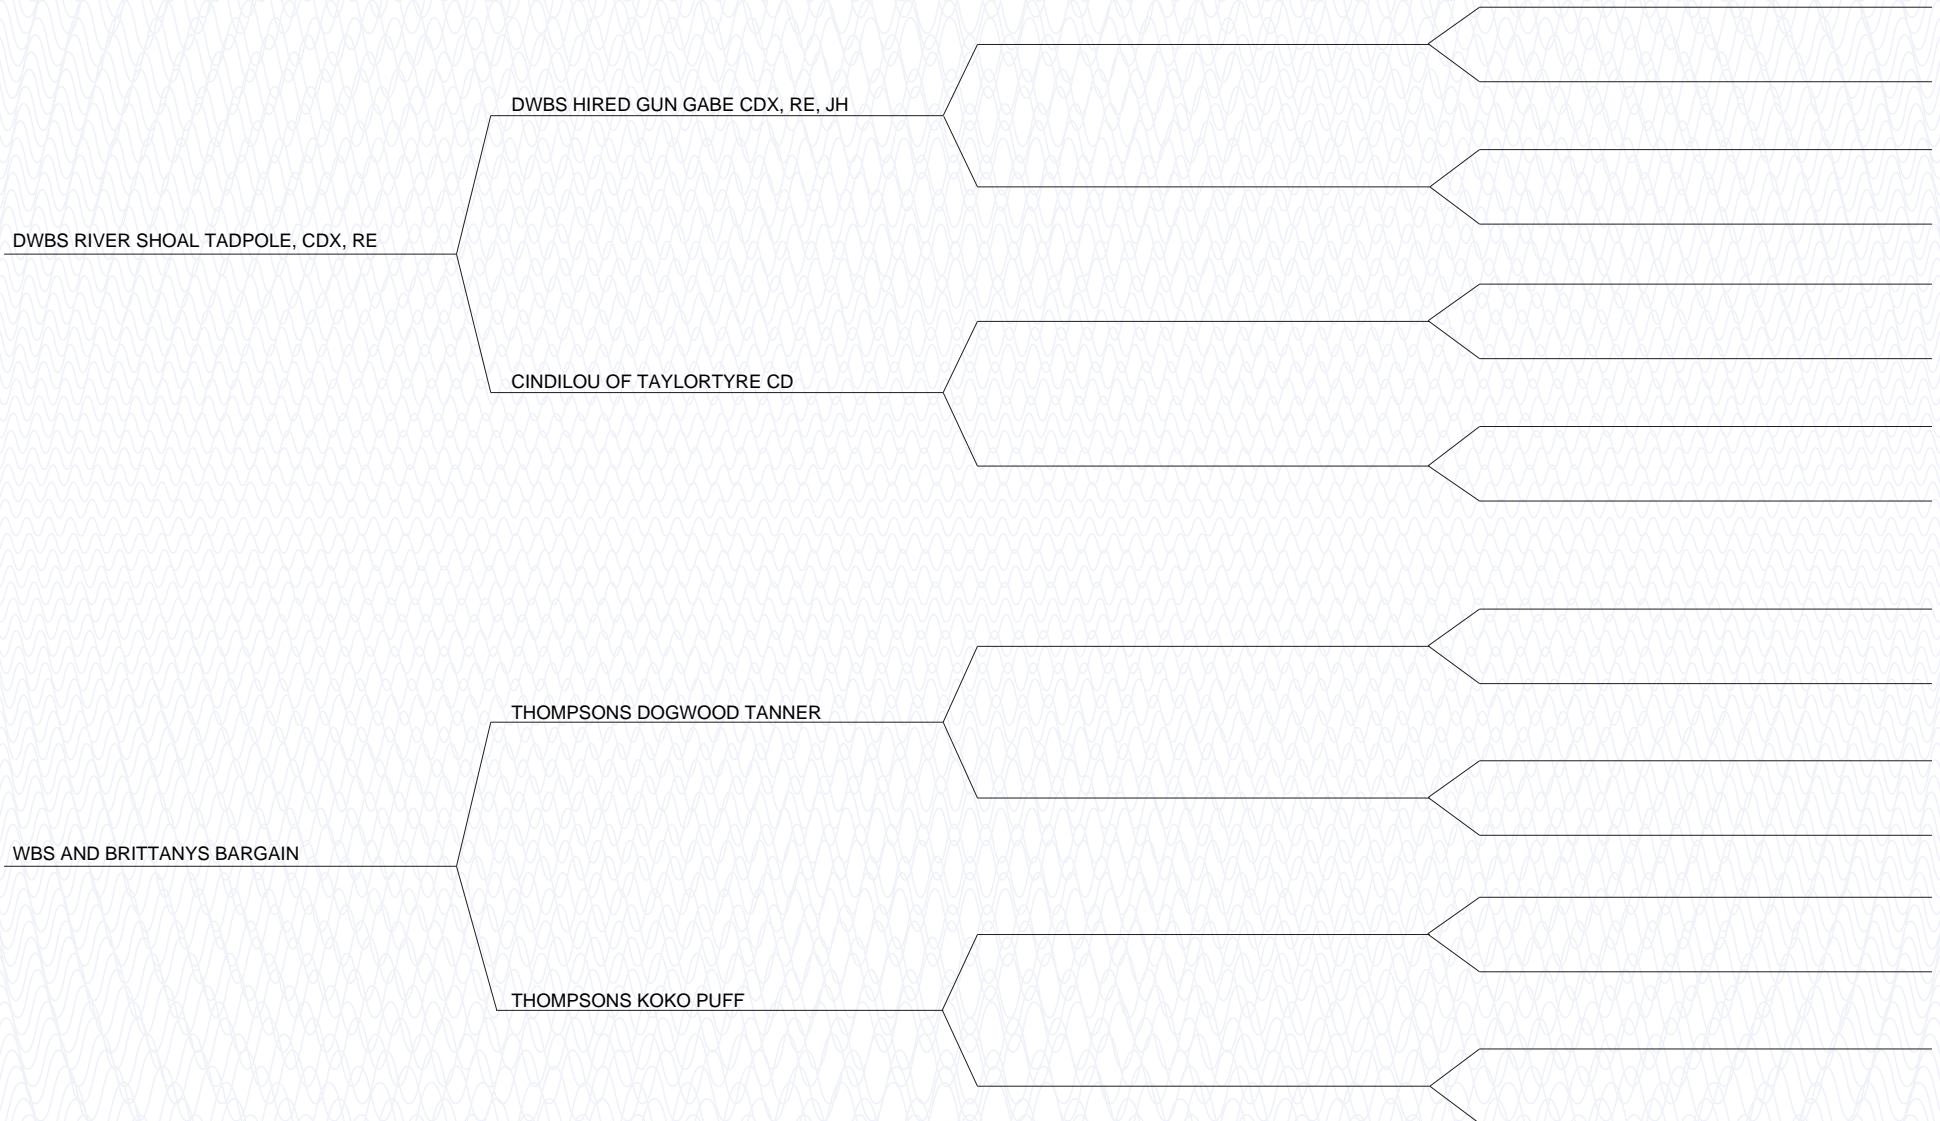 DWBS HIRED GUN GABE CDX, RE, JH
DWBS RIVER SHOAL TADPOLE, CDX, RE
CINDILOU OF TAYLORTYRE CD
THOMPSONS DOGWOOD TANNER
WBS AND BRITTANYS BARGAIN
THOMPSONS KOKO PUFF